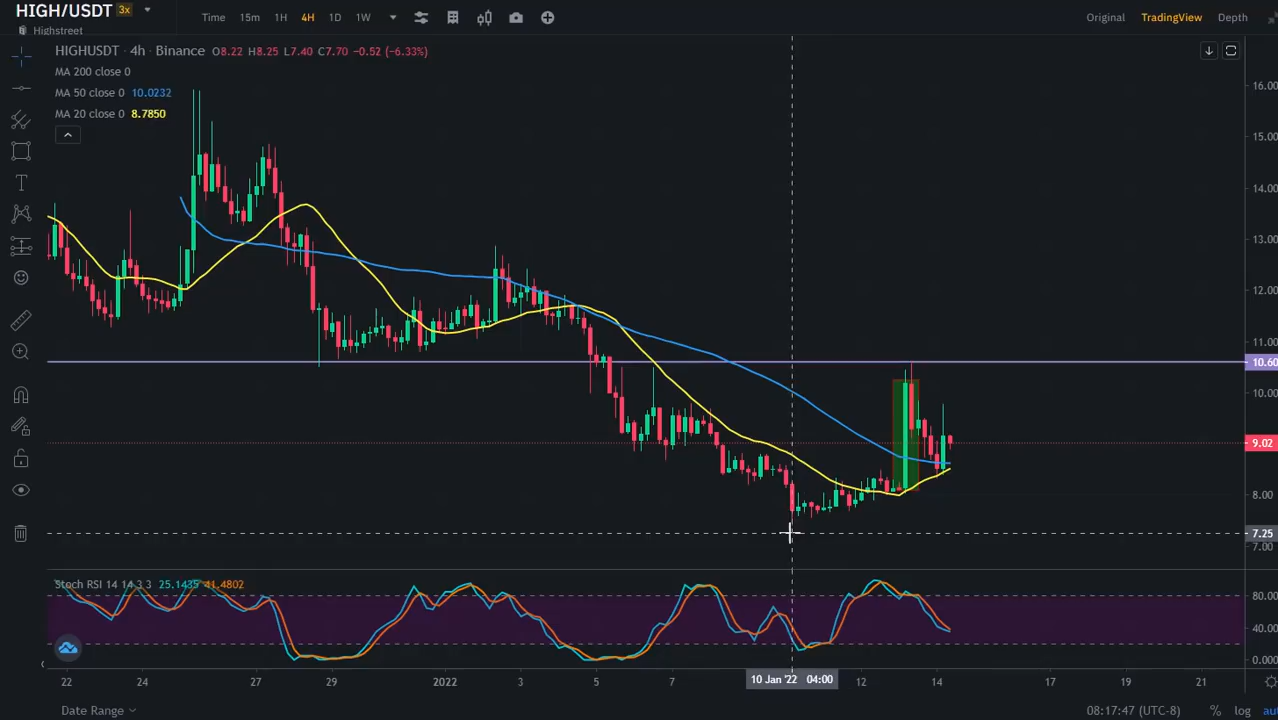 HIGH/USDT 3x Time 15m 1H 4H 1D 1W Original TradingView Depth
Highstreet
HIGHUSDT · 4h · Binance O8.22 H8.25 L7.40 C7.70 -0.52 (-6.33%)
MA 200 close 0
MA 50 close 0 10.0232
MA 20 close 0 8.7850
16.00
15.00
14.00
13.00
12.00
11.00
10.60
10.00
9.02
8.00
7.25
7.00
Stoch RSI 14 14 3 3 25.1435 41.4802
80.00
40.00
0.000
22 24 27 29 2022 3 5 7 10 Jan '22 04:00 12 14 17 19 21
Date Range 08:17:47 (UTC-8) % log aut